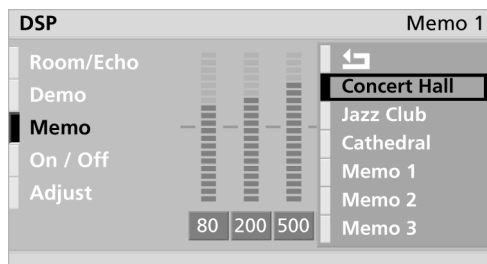 DSP
Memo 1
Room/Echo
Demo
Memo
On / Off
Adjust
80 200 500
Concert Hall
Jazz Club
Cathedral
Memo 1
Memo 2
Memo 3